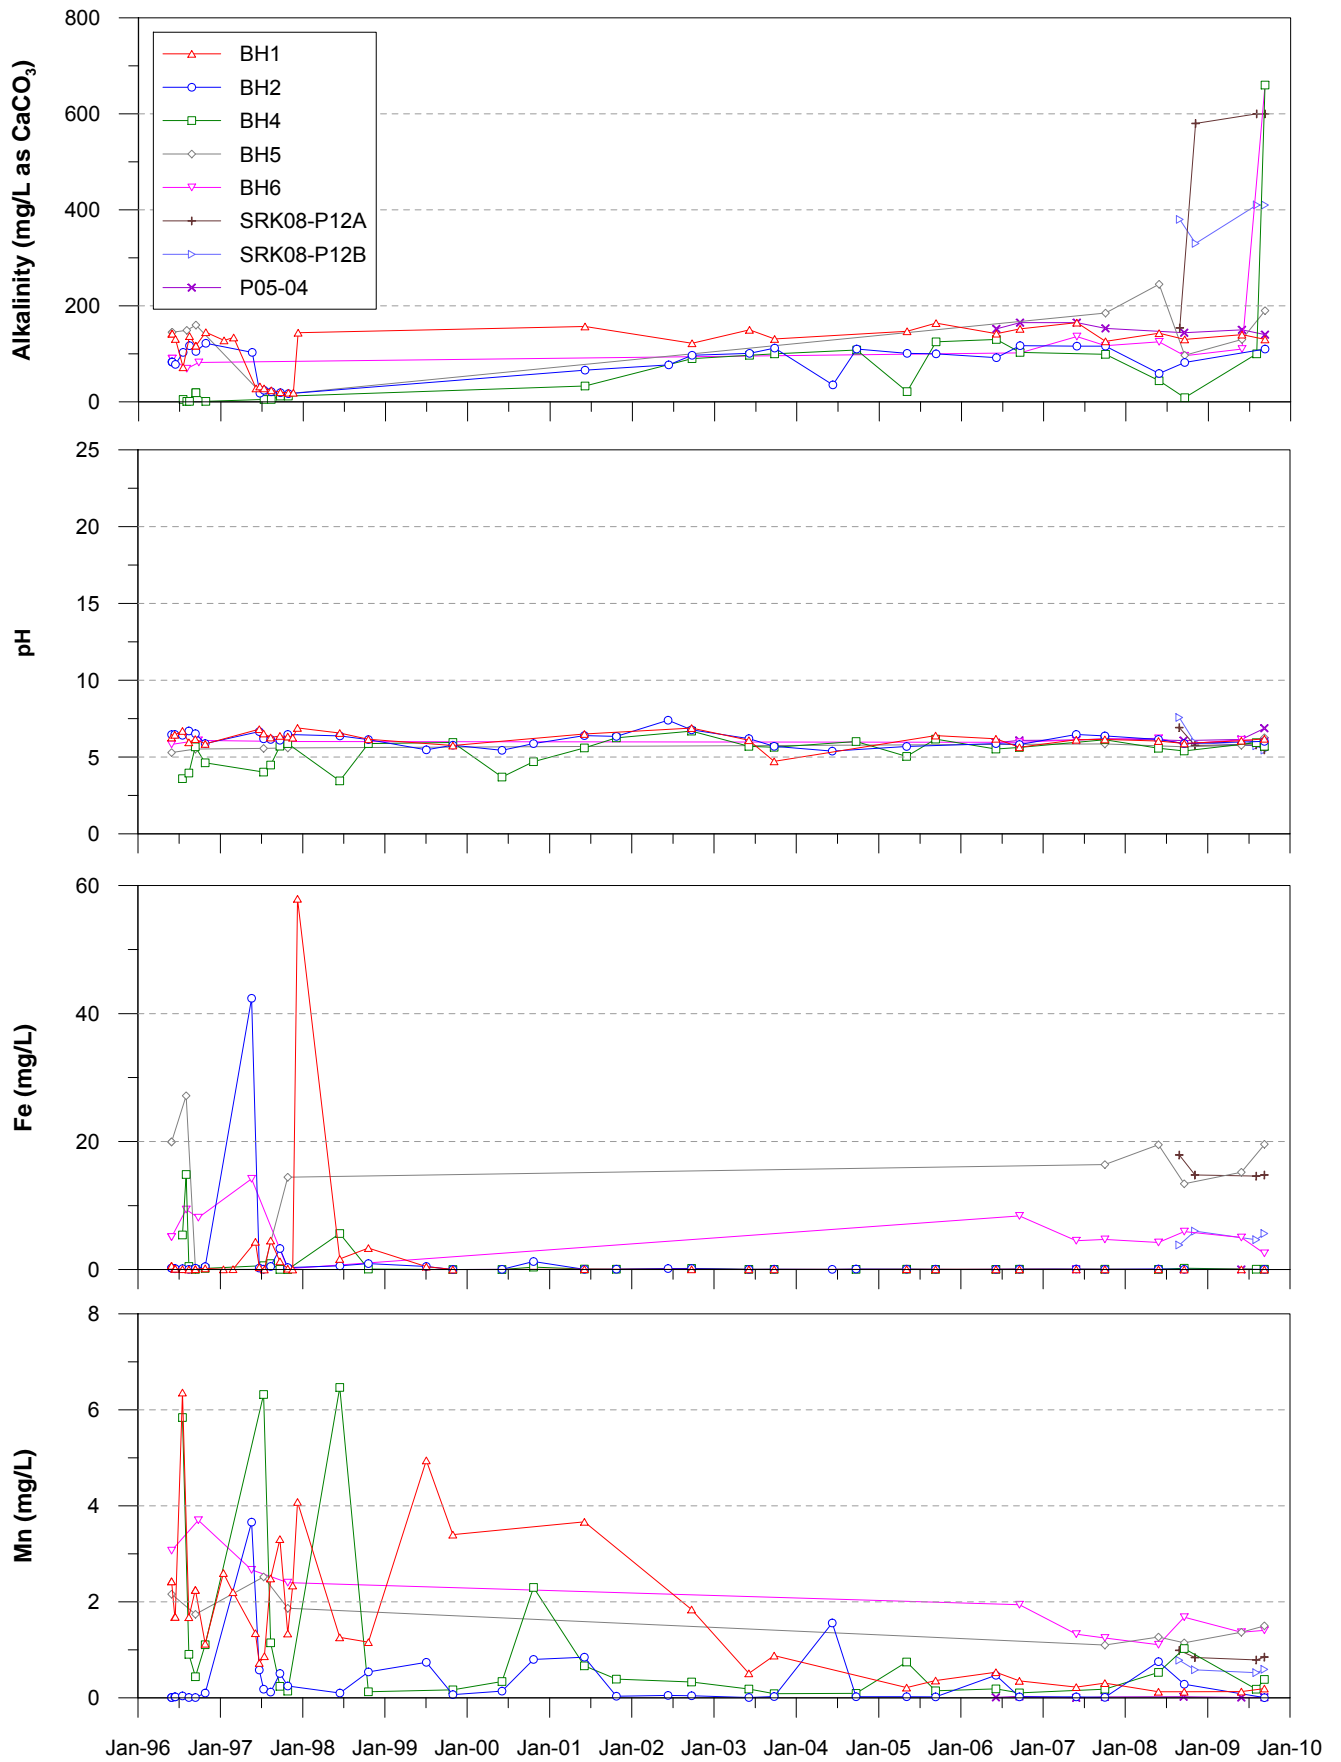 Alkalinity (mg/L as CaCO₃)
800
600
400
200
0
BH1
BH2
BH4
BH5
BH6
SRK08-P12A
SRK08-P12B
P05-04
pH
25
20
15
10
5
0
Fe (mg/L)
60
40
20
0
Mn (mg/L)
8
6
4
2
0
Jan-96 Jan-97 Jan-98 Jan-99 Jan-00 Jan-01 Jan-02 Jan-03 Jan-04 Jan-05 Jan-06 Jan-07 Jan-08 Jan-09 Jan-10